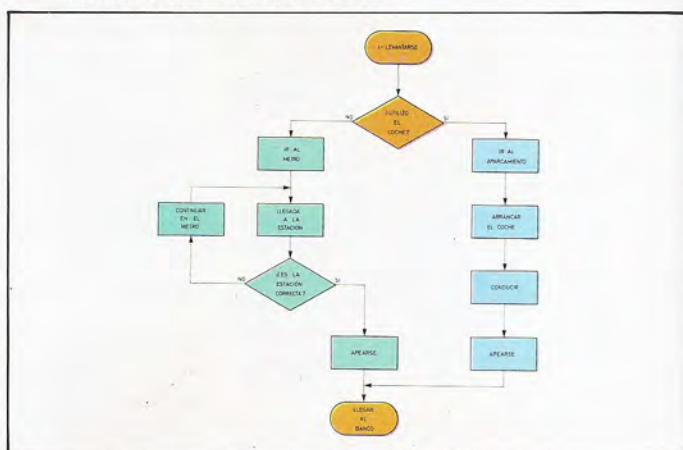 1- LEVANTARSE
¿UTILIZO
EL
COCHE?
NO
SI
IR AL
METRO
IR AL
APARCAMIENTO
CONTINUAR
EN EL
METRO
LLEGADA
A LA
ESTACION
ARRANCAR
EL COCHE
¿ES LA
ESTACION
CORRECTA?
NO
SI
CONDUCIR
APEARSE
APEARSE
LLEGAR
AL
BANCO